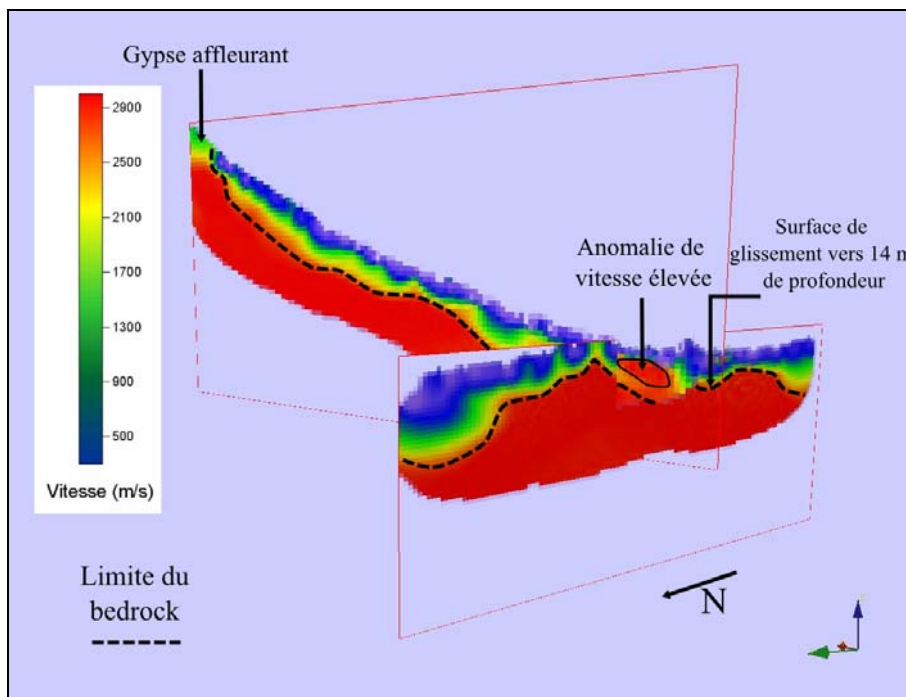 Gypse affleurant
2900
2500
2100
1700
1300
900
500
Vitesse (m/s)
Anomalie de
vitesse élevée
Surface de
glissement vers 14 m
de profondeur
Limite du
bedrock
N